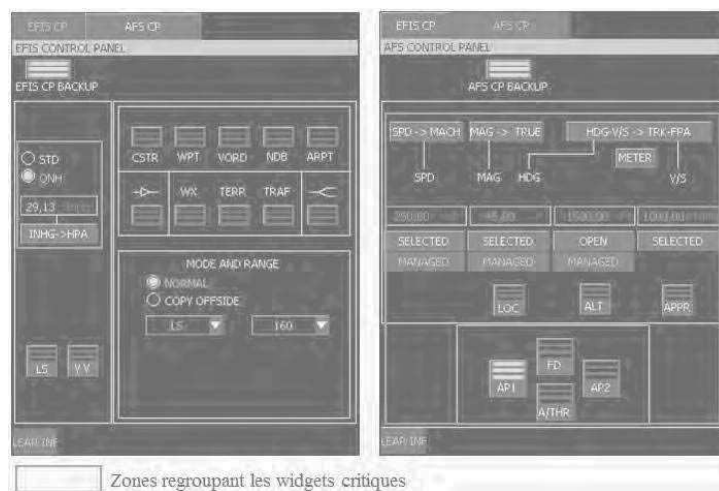 EFIS CP AFS CP
EFIS CONTROL PANEL
EFIS CP BACKUP
STD
QNH
29,13
INHG->HPA
CSTR WPT VORD NDB ARPT
WX TERR TRAF
MODE AND RANGE
NORMAL
COPY OFFSIDE
LS 160
LS VV
EFIS CP AFS CP
AFS CONTROL PANEL
AFS CP BACKUP
SPD -> MACH MAG -> TRUE HDG-V/S -> TRK-FPA
METER
SPD MAG HDG V/S
SELECTED SELECTED OPEN SELECTED
MANAGED MANAGED MANAGED
LOC ALT APPR
FD
AP1 AP2
A/THR
Zones regroupant les widgets critiques